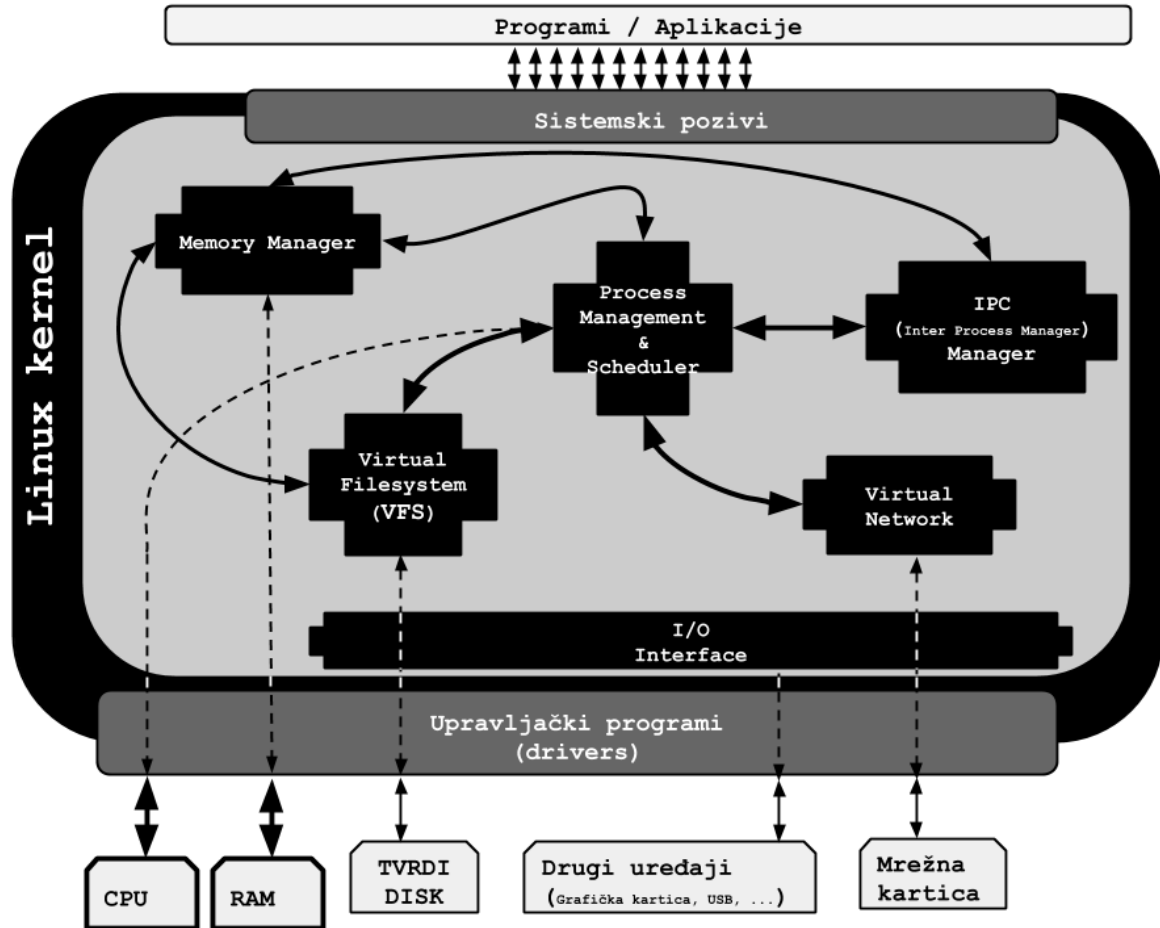 Programi / Aplikacije
Sistemski pozivi
Linux kernel
Memory Manager
Process
Management
&
Scheduler
IPC
(Inter Process Manager)
Manager
Virtual
Filesystem
(VFS)
Virtual
Network
I/O
Interface
Upravljački programi
(drivers)
CPU
RAM
TVRDI
DISK
Drugi uređaji
(Grafička kartica, USB, ...)
Mrežna
kartica